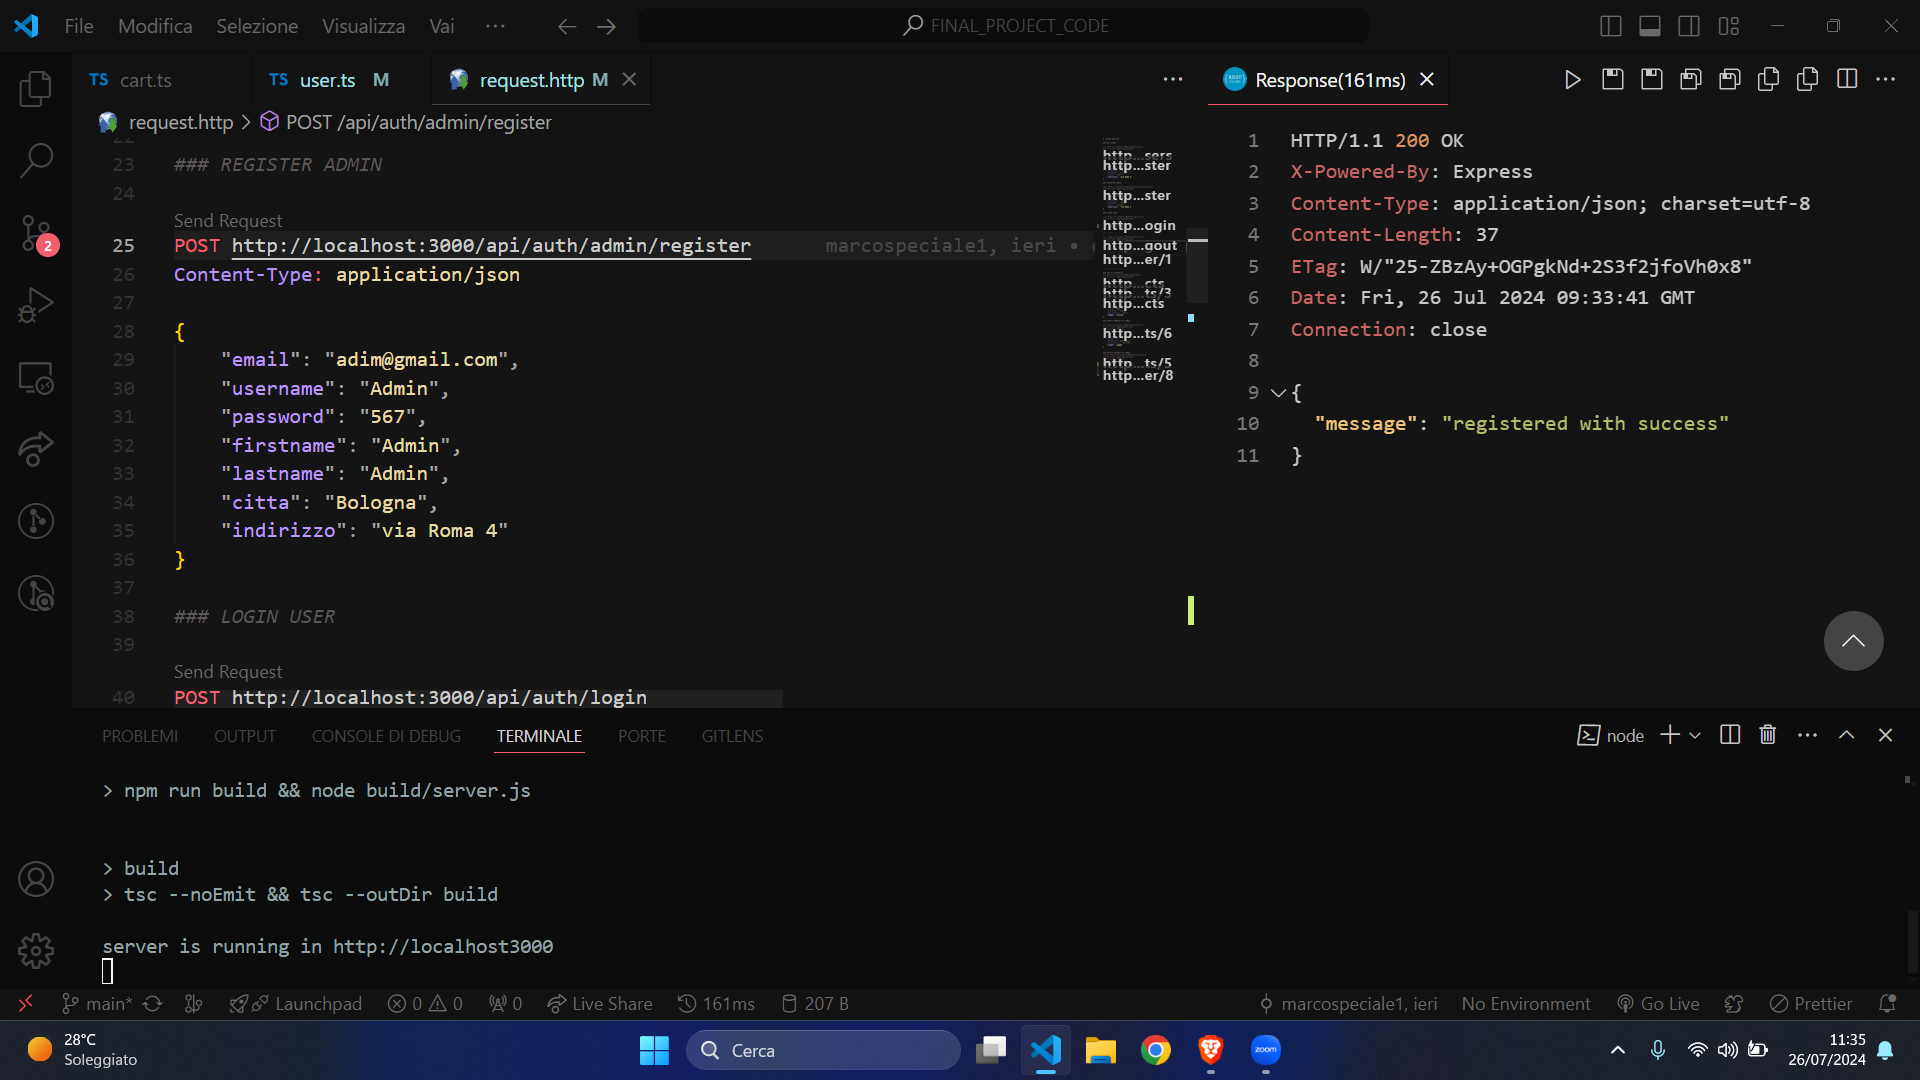 File Modifica Selezione Visualizza Vai ··· FINAL_PROJECT_CODE
TS cart.ts TS user.ts M request.http M
Response(161ms)
request.http > POST /api/auth/admin/register
22
23 ### REGISTER ADMIN
24
Send Request
25 POST http://localhost:3000/api/auth/admin/register marcospeciale1, ieri •
26 Content-Type: application/json
27
28 {
29 "email": "adim@gmail.com",
30 "username": "Admin",
31 "password": "567",
32 "firstname": "Admin",
33 "lastname": "Admin",
34 "citta": "Bologna",
35 "indirizzo": "via Roma 4"
36 }
37
38 ### LOGIN USER
39
Send Request
40 POST http://localhost:3000/api/auth/login
http...sers
http...ster
http...ster
http...ogin
http...gout
http...er/1
http...cts
http...ts/3
http...cts
http...ts/6
http...ts/5
http...er/8
1 HTTP/1.1 200 OK
2 X-Powered-By: Express
3 Content-Type: application/json; charset=utf-8
4 Content-Length: 37
5 ETag: W/"25-ZBzAy+OGPgkNd+2S3f2jfoVh0x8"
6 Date: Fri, 26 Jul 2024 09:33:41 GMT
7 Connection: close
8
9 {
10 "message": "registered with success"
11 }
2
PROBLEMI OUTPUT CONSOLE DI DEBUG TERMINALE PORTE GITLENS
node
> npm run build && node build/server.js
> build
> tsc --noEmit && tsc --outDir build
server is running in http://localhost3000
main* Launchpad 0 0 0 Live Share 161ms 207 B
marcospeciale1, ieri No Environment Go Live Prettier
28°C
Soleggiato
Cerca
zoom
11:35
26/07/2024